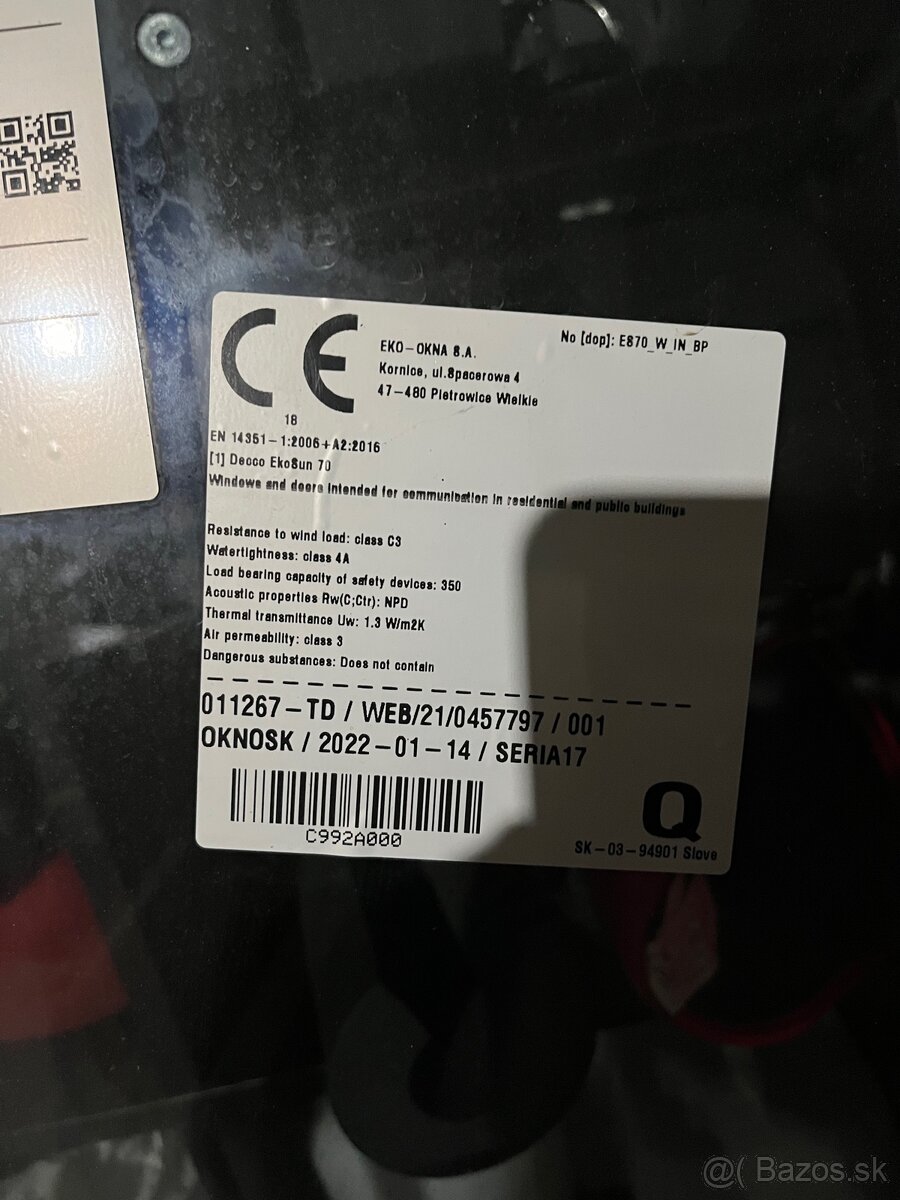 CE
EKO-OKNA S.A.
Kornice, ul.Spacerowa 4
47-480 Pietrowice Wielkie
No [dop]: E870_W_IN_BP
18
EN 14351-1:2006+A2:2016
[1] Decco EkoSun 70
Windows and doors intended for communication in residential and public buildings
Resistance to wind load: class C3
Watertightness: class 4A
Load bearing capacity of safety devices: 350
Acoustic properties Rw(C;Ctr): NPD
Thermal transmittance Uw: 1.3 W/m2K
Air permeability: class 3
Dangerous substances: Does not contain
011267-TD / WEB/21/0457797 / 001
OKNOSK / 2022-01-14 / SERIA17
C992A000
Q
SK-03-94901 Slove
@( Bazos.sk